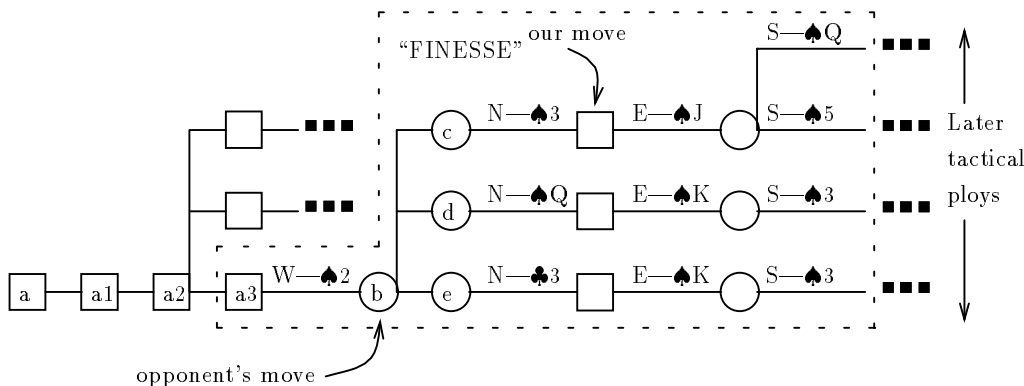 S—♠Q
"FINESSE" our move
N—♠3 E—♠J S—♠5
c
Later
tactical
ploys
N—♠Q E—♠K S—♠3
d
W—♠2 N—♣3 E—♠K S—♠3
a a1 a2 a3 b e
opponent's move